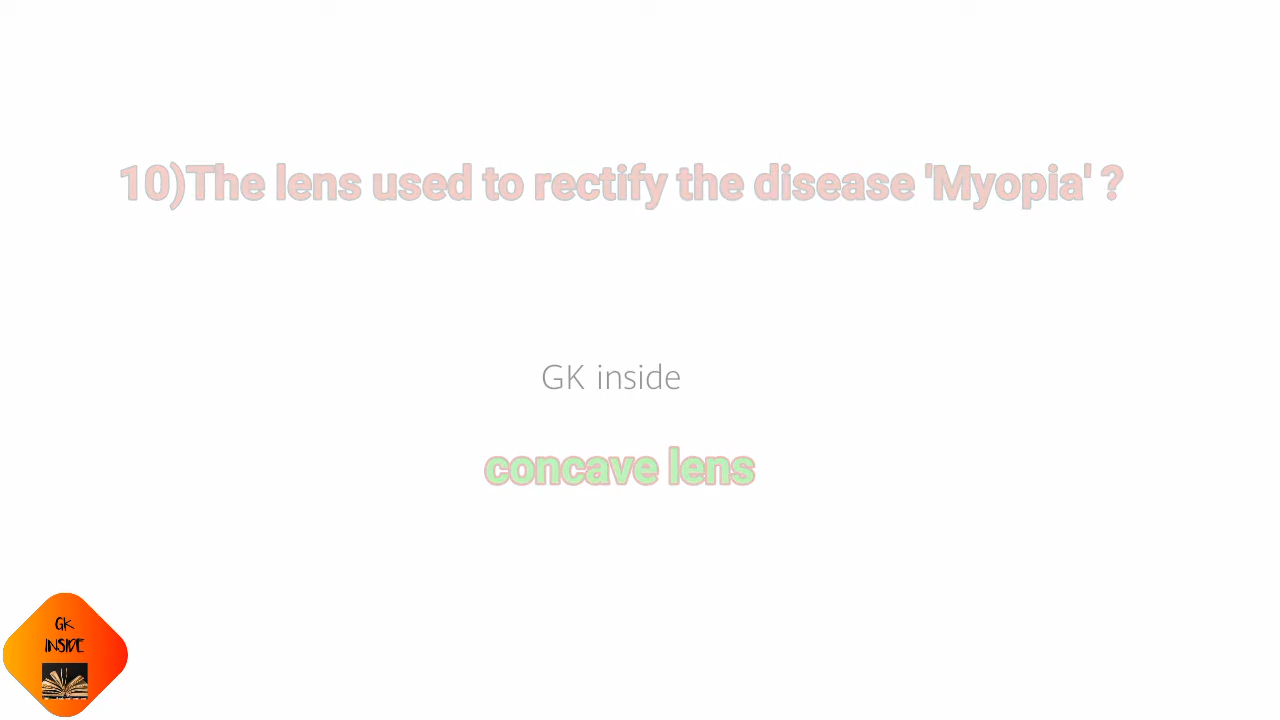 10)The lens used to rectify the disease 'Myopia' ?
GK inside
concave lens
GK
INSIDE